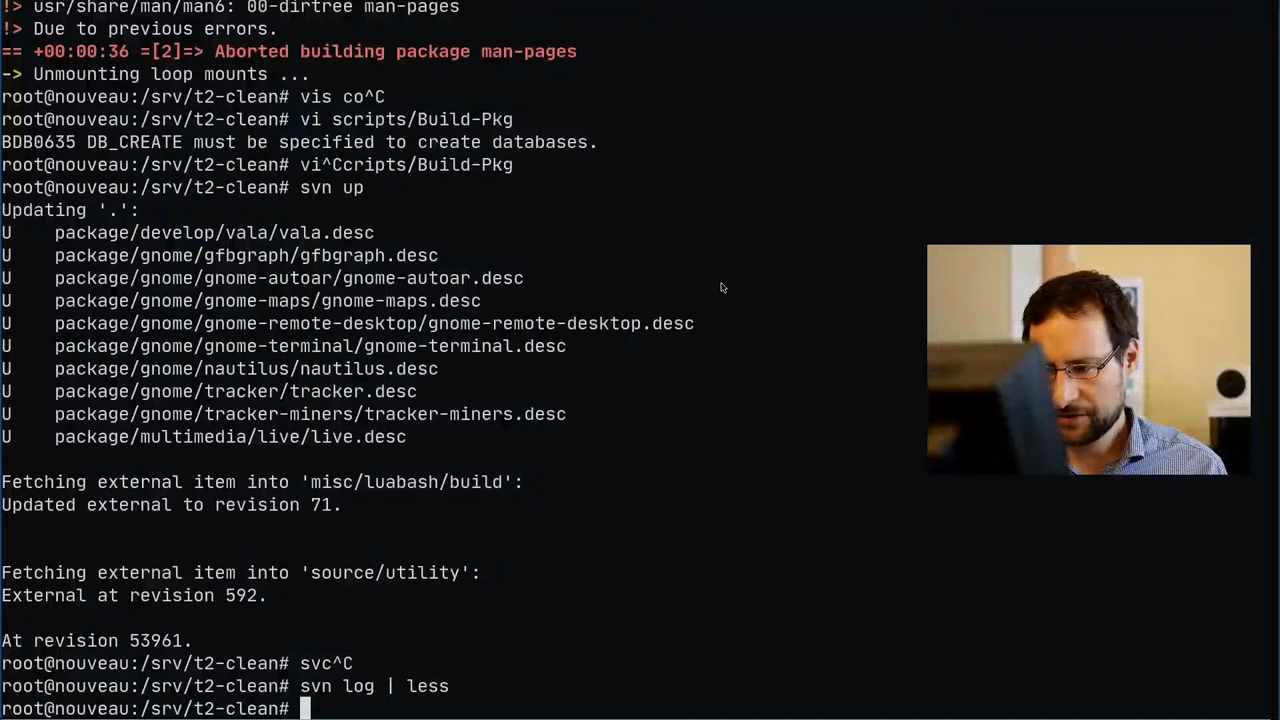 !> usr/share/man/man6: 00-dirtree man-pages
!> Due to previous errors.
== +00:00:36 =[2]=> Aborted building package man-pages
-> Unmounting loop mounts ...
root@nouveau:/srv/t2-clean# vis co^C
root@nouveau:/srv/t2-clean# vi scripts/Build-Pkg
BDB0635 DB_CREATE must be specified to create databases.
root@nouveau:/srv/t2-clean# vi^Ccripts/Build-Pkg
root@nouveau:/srv/t2-clean# svn up
Updating '.':
U    package/develop/vala/vala.desc
U    package/gnome/gfbgraph/gfbgraph.desc
U    package/gnome/gnome-autoar/gnome-autoar.desc
U    package/gnome/gnome-maps/gnome-maps.desc
U    package/gnome/gnome-remote-desktop/gnome-remote-desktop.desc
U    package/gnome/gnome-terminal/gnome-terminal.desc
U    package/gnome/nautilus/nautilus.desc
U    package/gnome/tracker/tracker.desc
U    package/gnome/tracker-miners/tracker-miners.desc
U    package/multimedia/live/live.desc
Fetching external item into 'misc/luabash/build':
Updated external to revision 71.
Fetching external item into 'source/utility':
External at revision 592.
At revision 53961.
root@nouveau:/srv/t2-clean# svc^C
root@nouveau:/srv/t2-clean# svn log | less
root@nouveau:/srv/t2-clean#